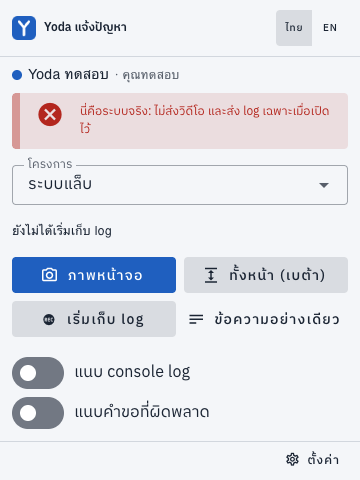 Yoda แจ้งปัญหา
ไทย
EN
Yoda ทดสอบ · คุณทดสอบ
นี่คือระบบจริง: ไม่ส่งวิดีโอ และส่ง log เฉพาะเมื่อเปิด
ไว้
โครงการ
ระบบแล็บ
ยังไม่ได้เริ่มเก็บ log
ภาพหน้าจอ
ทั้งหน้า (เบต้า)
REC เริ่มเก็บ log
ข้อความอย่างเดียว
แนบ console log
แนบคำขอที่ผิดพลาด
ตั้งค่า